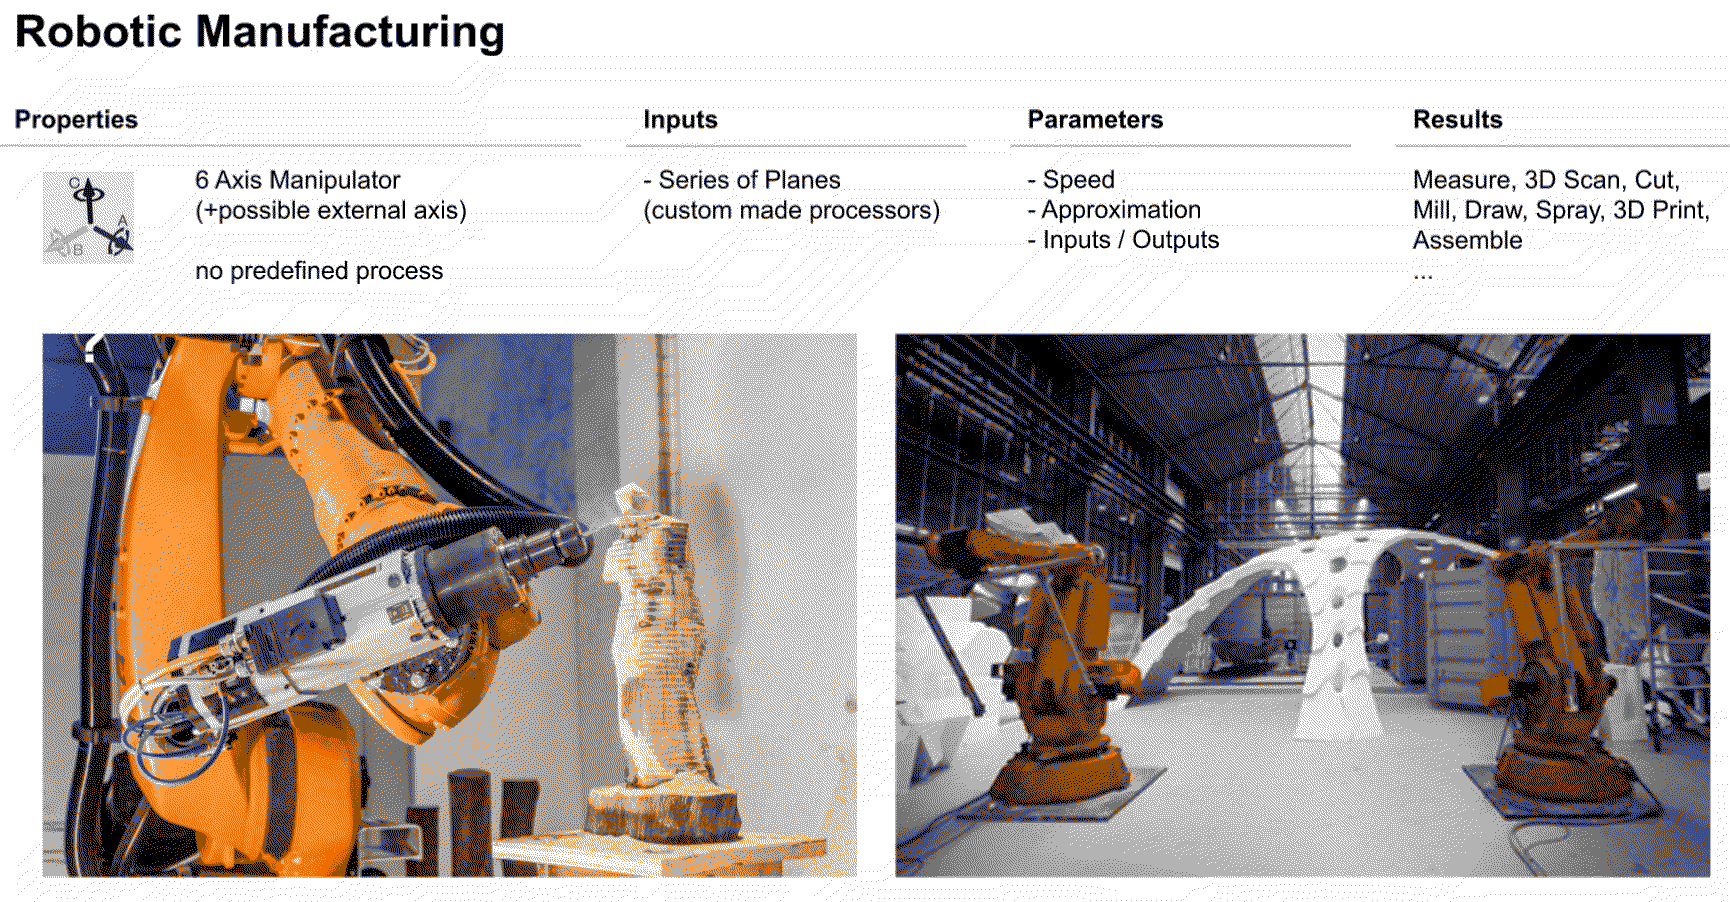 Robotic Manufacturing
Properties
6 Axis Manipulator
(+possible external axis)
no predefined process
C
A
B
Inputs
- Series of Planes
(custom made processors)
Parameters
- Speed
- Approximation
- Inputs / Outputs
Results
Measure, 3D Scan, Cut,
Mill, Draw, Spray, 3D Print,
Assemble
...